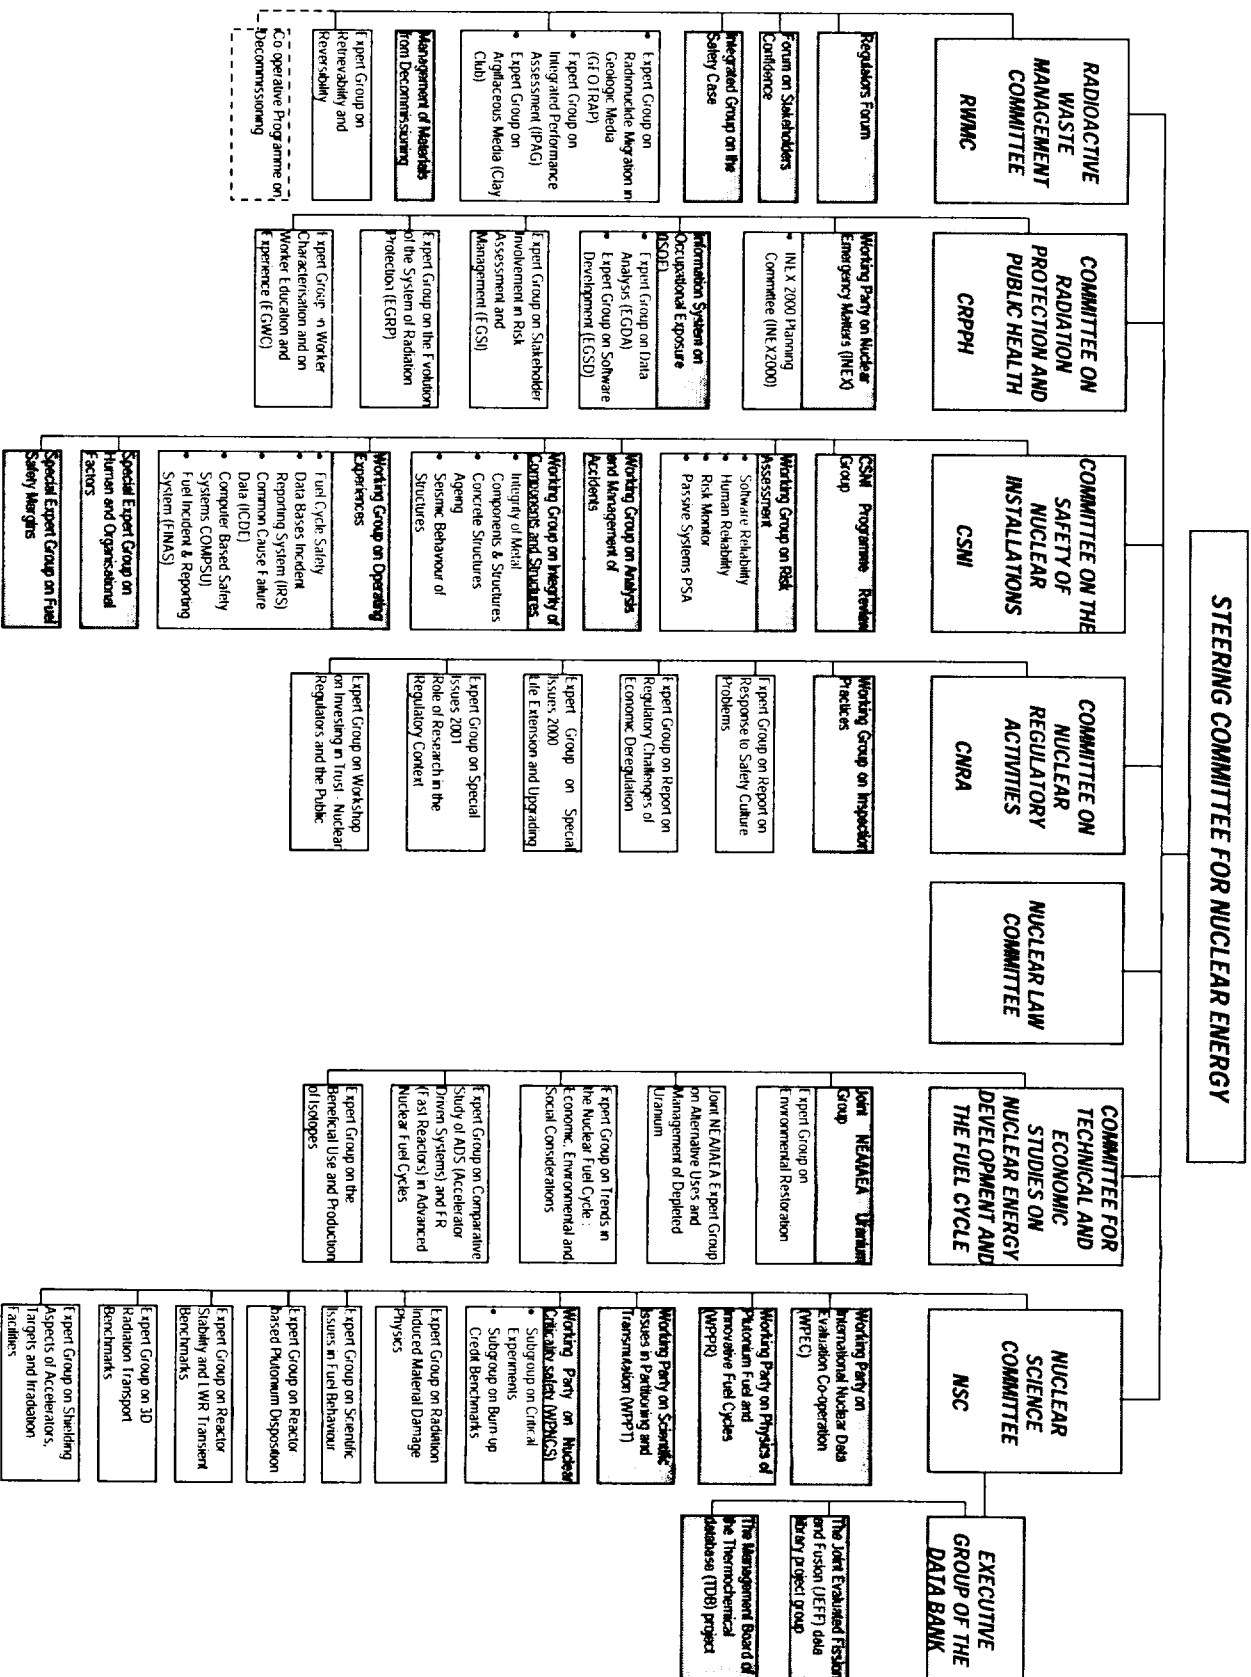 STEERING COMMITTEE FOR NUCLEAR ENERGY
RADIOACTIVE
WASTE
MANAGEMENT
COMMITTEE
RWMC
Regulators Forum
Forum on Stakeholders
Confidence
Integrated Group on the
Safety Case
• Expert Group on
Radionuclide Migration in
Geologic Media
(GEOTRAP)
• Expert Group on
Integrated Performance
Assessment (IPAG)
• Expert Group on
Argillaceous Media (Clay
Club)
Management of Materials
from Decommissioning
Expert Group on
Retrievability and
Reversibility
Co-operative Programme on
Decommissioning
COMMITTEE ON
RADIATION
PROTECTION AND
PUBLIC HEALTH
CRPPH
Working Party on Nuclear
Emergency Matters (INEX)
• INEX 2000 Planning
Committee (INEX2000)
Information System on
Occupational Exposure
(ISOE)
• Expert Group on Data
Analysis (EGDA)
• Expert Group on Software
Development (EGSD)
Expert Group on Stakeholder
Involvement in Risk
Assessment and
Management (EGSI)
Expert Group on the Evolution
of the System of Radiation
Protection (EGRP)
Expert Group on Worker
Characterisation and on
Worker Education and
Experience (EGWC)
COMMITTEE ON THE
SAFETY OF
NUCLEAR
INSTALLATIONS
CSNI
CSNI Programme Review
Group
Working Group on Risk
Assessment
• Software Reliability
• Human Reliability
• Risk Monitor
• Passive Systems PSA
Working Group on Analysis
and Management of
Accidents
Working Group on Integrity of
Components and Structures
• Integrity of Metal
Components & Structures
• Concrete Structures
Ageing
• Seismic Behaviour of
Structures
Working Group on Operating
Experiences
• Fuel Cycle Safety
• Data Bases Incident
Reporting System (IRS)
• Common Cause Failure
Data (ICDE)
• Computer Based Safety
Systems COMPSU)
• Fuel Incident & Reporting
System (FINAS)
Special Expert Group on
Human and Organisational
Factors
Special Expert Group on Fuel
Safety Margins
COMMITTEE ON
NUCLEAR
REGULATORY
ACTIVITIES
CNRA
Working Group on Inspection
Practices
Expert Group on Report on
Response to Safety Culture
Problems
Expert Group on Report on
Regulatory Challenges of
Economic Deregulation
Expert Group on Special
Issues 2000
Life Extension and Upgrading
Expert Group on Special
Issues 2001
Role of Research in the
Regulatory Context
Expert Group on Workshop
on Investing in Trust - Nuclear
Regulators and the Public
NUCLEAR LAW
COMMITTEE
COMMITTEE FOR
TECHNICAL AND
ECONOMIC
STUDIES ON
NUCLEAR ENERGY
DEVELOPMENT AND
THE FUEL CYCLE
Joint NEA/IAEA Uranium
Group
Expert Group on
Environmental Restoration
Joint NEA/IAEA Expert Group
on Alternative Uses and
Management of Depleted
Uranium
Expert Group on Trends in
the Nuclear Fuel Cycle :
Economic, Environmental and
Social Considerations
Expert Group on Comparative
Study of ADS (Accelerator
Driven Systems) and FR
(Fast Reactors) in Advanced
Nuclear Fuel Cycles
Expert Group on the
Beneficial Use and Production
of Isotopes
NUCLEAR
SCIENCE
COMMITTEE
NSC
Working Party on
International Nuclear Data
Evaluation Co-operation
(WPEC)
Working Party on Physics of
Plutonium Fuel and
Innovative Fuel Cycles
(WPPR)
Working Party on Scientific
Issues in Partitioning and
Transmutation (WPPT)
Working Party on Nuclear
Criticality safety (WPNCS)
• Subgroup on Critical
Experiments
• Subgroup on Burn-up
Credit Benchmarks
Expert Group on Radiation
Induced Material Damage
Physics
Expert Group on Scientific
Issues in Fuel Behaviour
Expert Group on Reactor
based Plutonium Disposition
Expert Group on Reactor
Stability and LWR Transient
Benchmarks
Expert Group on 3D
Radiation Transport
Benchmarks
Expert Group on Shielding
Aspects of Accelerators,
Targets and Irradiation
Facilities
EXECUTIVE
GROUP OF THE
DATA BANK
The Joint Evaluated Fission
and Fusion (JEFF) data
library project group
The Management Board of
the Thermochemical
database (TDB) project